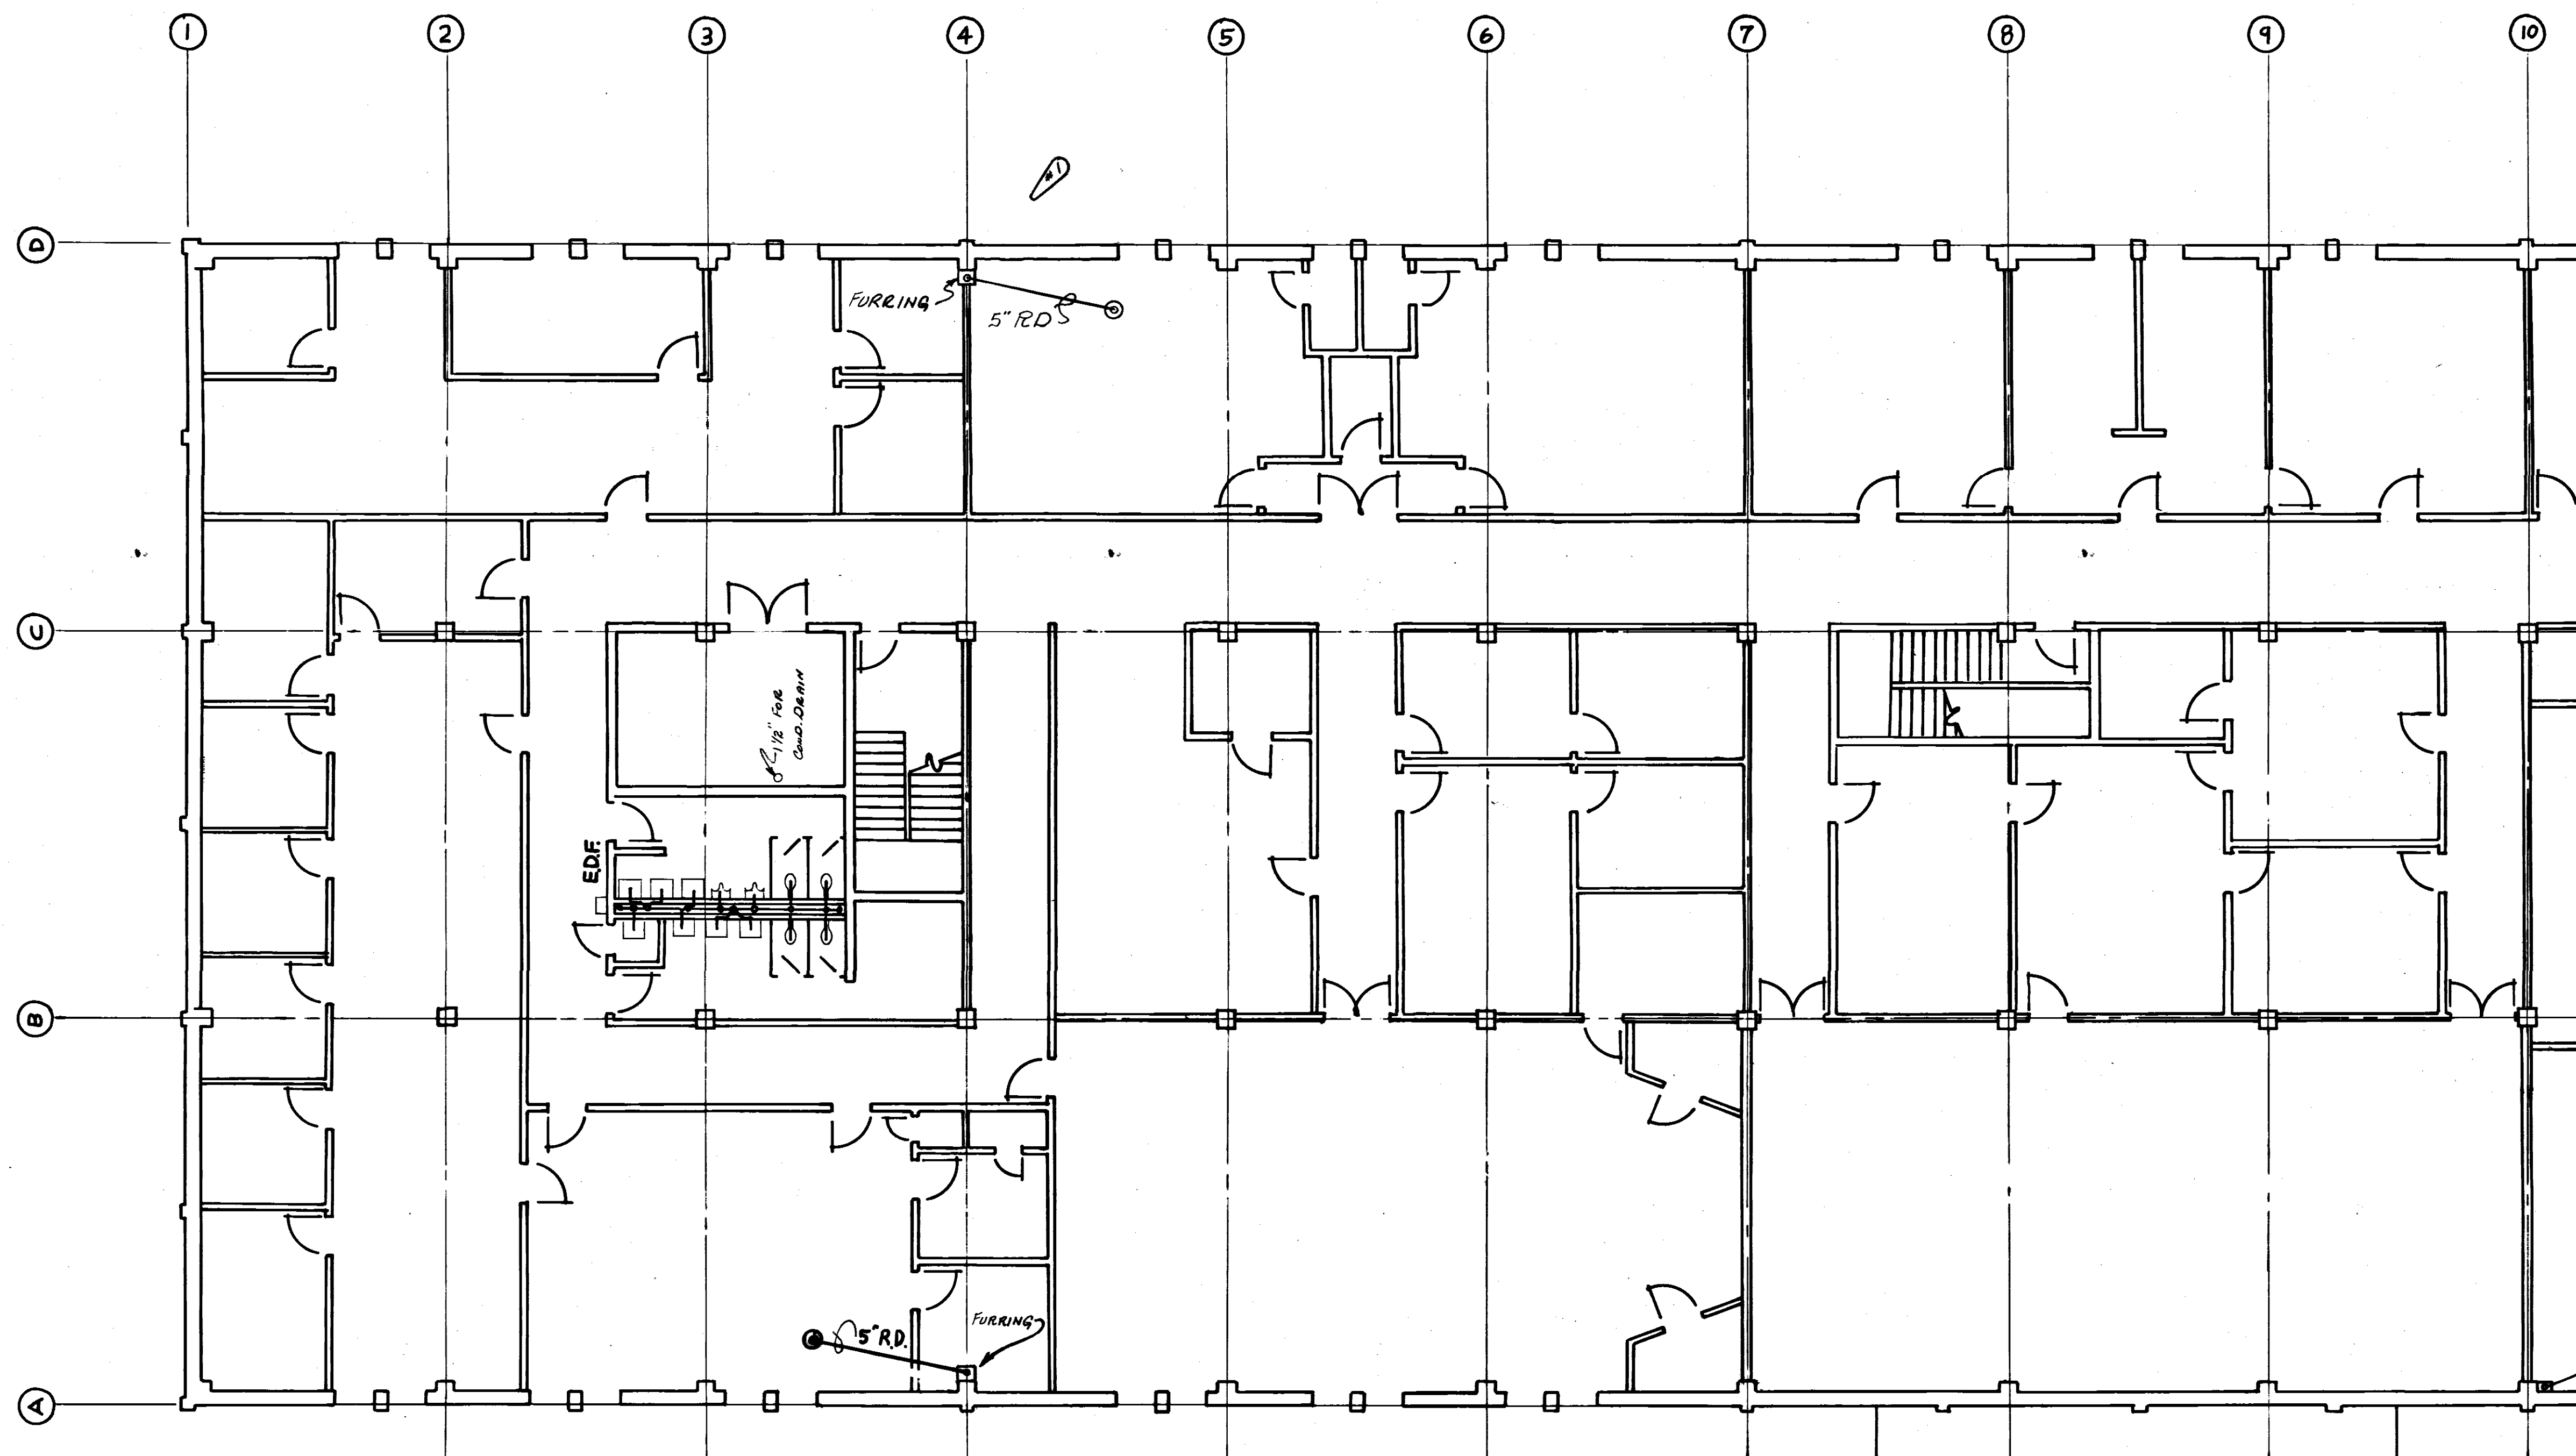 1 2 3 4 5 6 7 8 9 10
#1
D
FURRING
5" RD
C
1 1/2" FOR
COND. DRAIN
E.D.F.
B
5" R.D.
FURRING
A